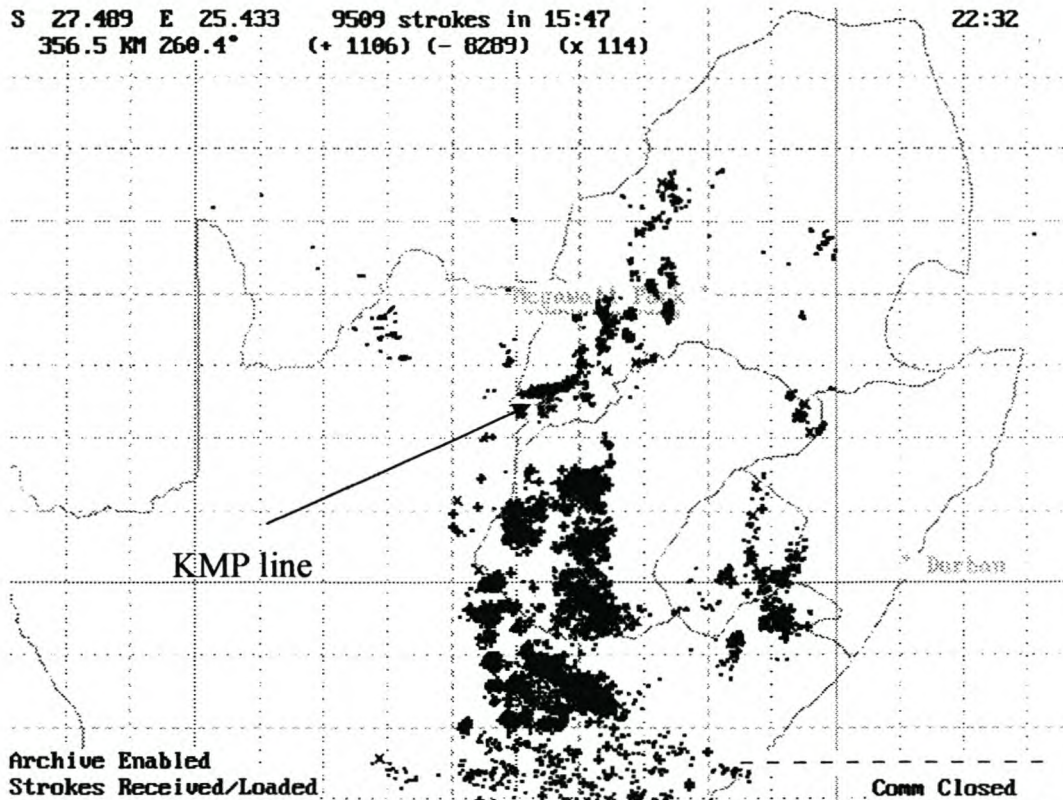 S 27.489 E 25.433 9509 strokes in 15:47 22:32
356.5 KM 260.4° (+ 1106) (- 8289) (x 114)
KMP line
Durban
Archive Enabled
Strokes Received/Loaded
Comm Closed